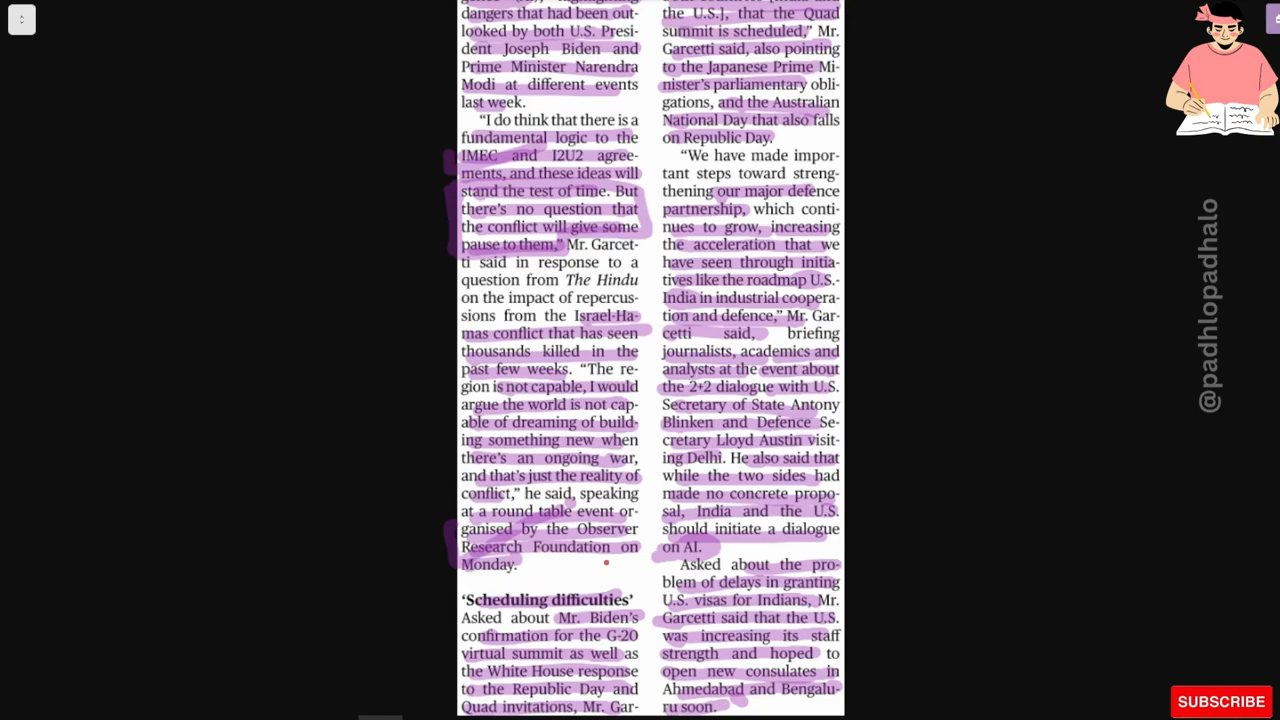 dangers that had been out-
looked by both U.S. Presi-
dent Joseph Biden and
Prime Minister Narendra
Modi at different events
last week.
“I do think that there is a
fundamental logic to the
IMEC and I2U2 agree-
ments, and these ideas will
stand the test of time. But
there’s no question that
the conflict will give some
pause to them,” Mr. Garcet-
ti said in response to a
question from The Hindu
on the impact of repercus-
sions from the Israel-Ha-
mas conflict that has seen
thousands killed in the
past few weeks. “The re-
gion is not capable, I would
argue the world is not cap-
able of dreaming of build-
ing something new when
there’s an ongoing war,
and that’s just the reality of
conflict,” he said, speaking
at a round table event or-
ganised by the Observer
Research Foundation on
Monday.
‘Scheduling difficulties’
Asked about Mr. Biden’s
confirmation for the G-20
virtual summit as well as
the White House response
to the Republic Day and
Quad invitations, Mr. Gar-
the U.S.], that the Quad
summit is scheduled,” Mr.
Garcetti said, also pointing
to the Japanese Prime Mi-
nister’s parliamentary obli-
gations, and the Australian
National Day that also falls
on Republic Day.
“We have made impor-
tant steps toward streng-
thening our major defence
partnership, which conti-
nues to grow, increasing
the acceleration that we
have seen through initia-
tives like the roadmap U.S.-
India in industrial coopera-
tion and defence,” Mr. Gar-
cetti said, briefing
journalists, academics and
analysts at the event about
the 2+2 dialogue with U.S.
Secretary of State Antony
Blinken and Defence Se-
cretary Lloyd Austin visit-
ing Delhi. He also said that
while the two sides had
made no concrete propo-
sal, India and the U.S.
should initiate a dialogue
on AI.
Asked about the pro-
blem of delays in granting
U.S. visas for Indians, Mr.
Garcetti said that the U.S.
was increasing its staff
strength and hoped to
open new consulates in
Ahmedabad and Bengalu-
ru soon.
@padhlopadhalo
SUBSCRIBE